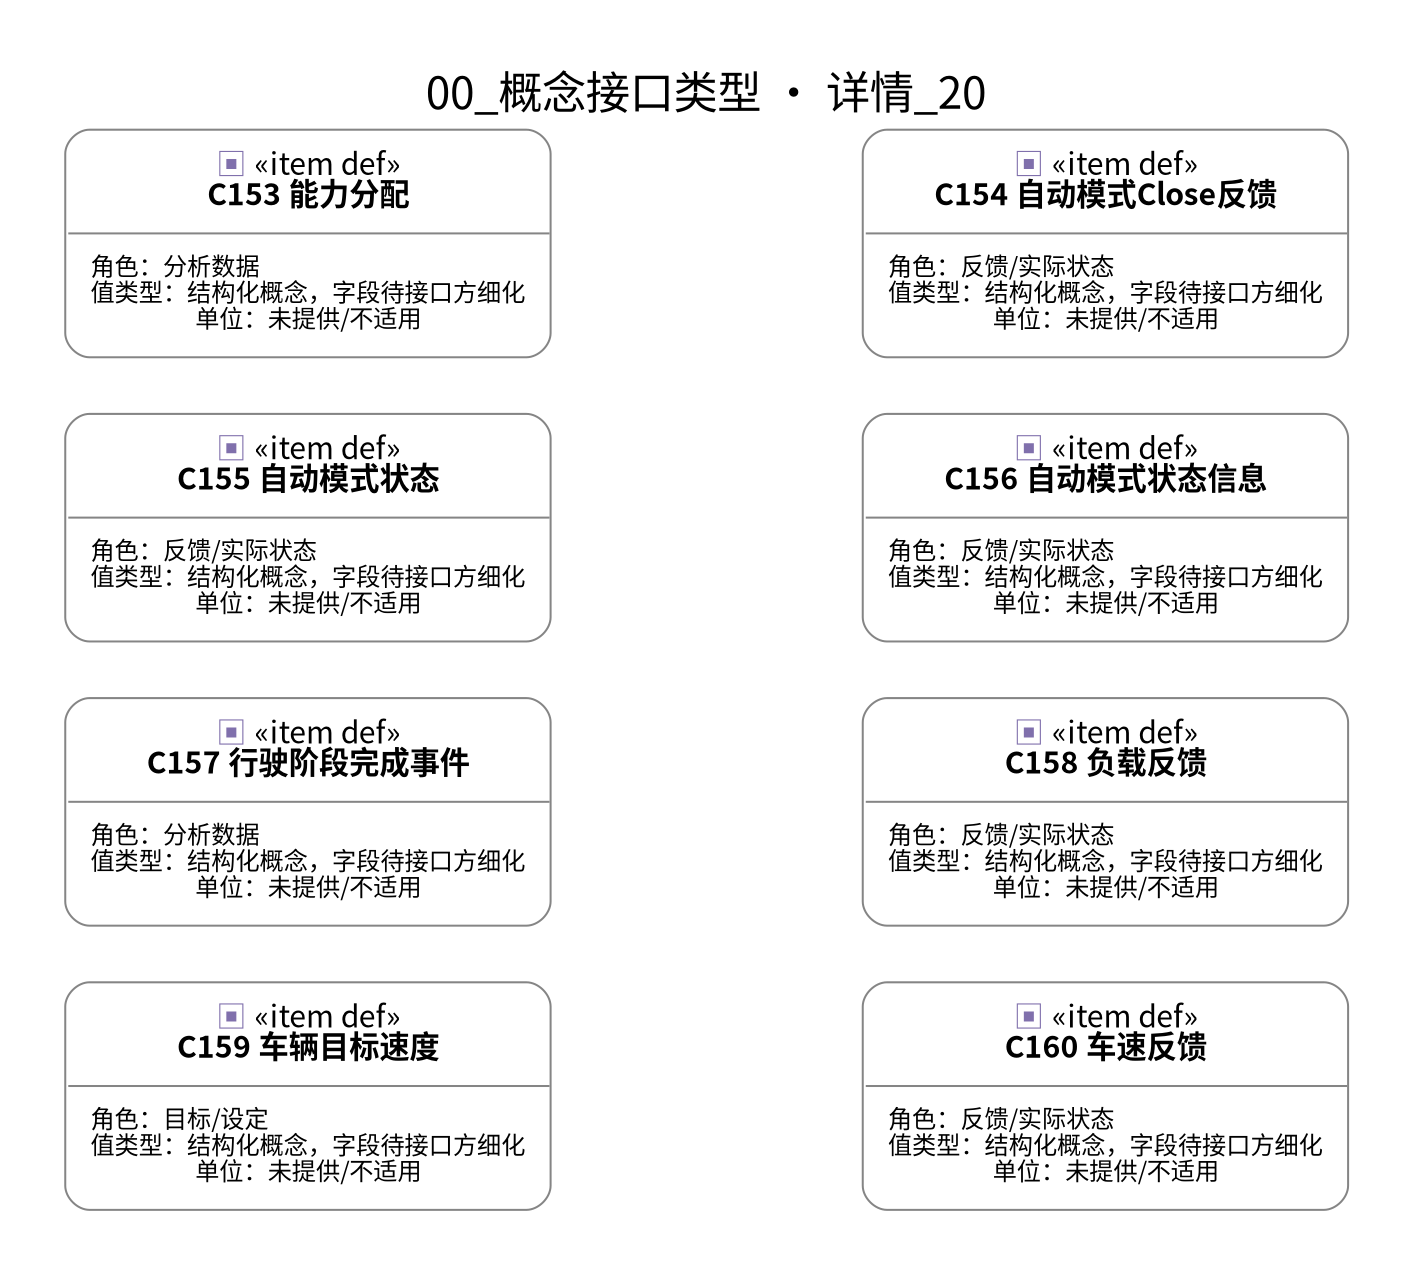 00_概念接口类型 · 详情_20
«item def»
C153 能力分配
角色：分析数据
值类型：结构化概念，字段待接口方细化
单位：未提供/不适用
«item def»
C154 自动模式Close反馈
角色：反馈/实际状态
值类型：结构化概念，字段待接口方细化
单位：未提供/不适用
«item def»
C155 自动模式状态
角色：反馈/实际状态
值类型：结构化概念，字段待接口方细化
单位：未提供/不适用
«item def»
C156 自动模式状态信息
角色：反馈/实际状态
值类型：结构化概念，字段待接口方细化
单位：未提供/不适用
«item def»
C157 行驶阶段完成事件
角色：分析数据
值类型：结构化概念，字段待接口方细化
单位：未提供/不适用
«item def»
C158 负载反馈
角色：反馈/实际状态
值类型：结构化概念，字段待接口方细化
单位：未提供/不适用
«item def»
C159 车辆目标速度
角色：目标/设定
值类型：结构化概念，字段待接口方细化
单位：未提供/不适用
«item def»
C160 车速反馈
角色：反馈/实际状态
值类型：结构化概念，字段待接口方细化
单位：未提供/不适用